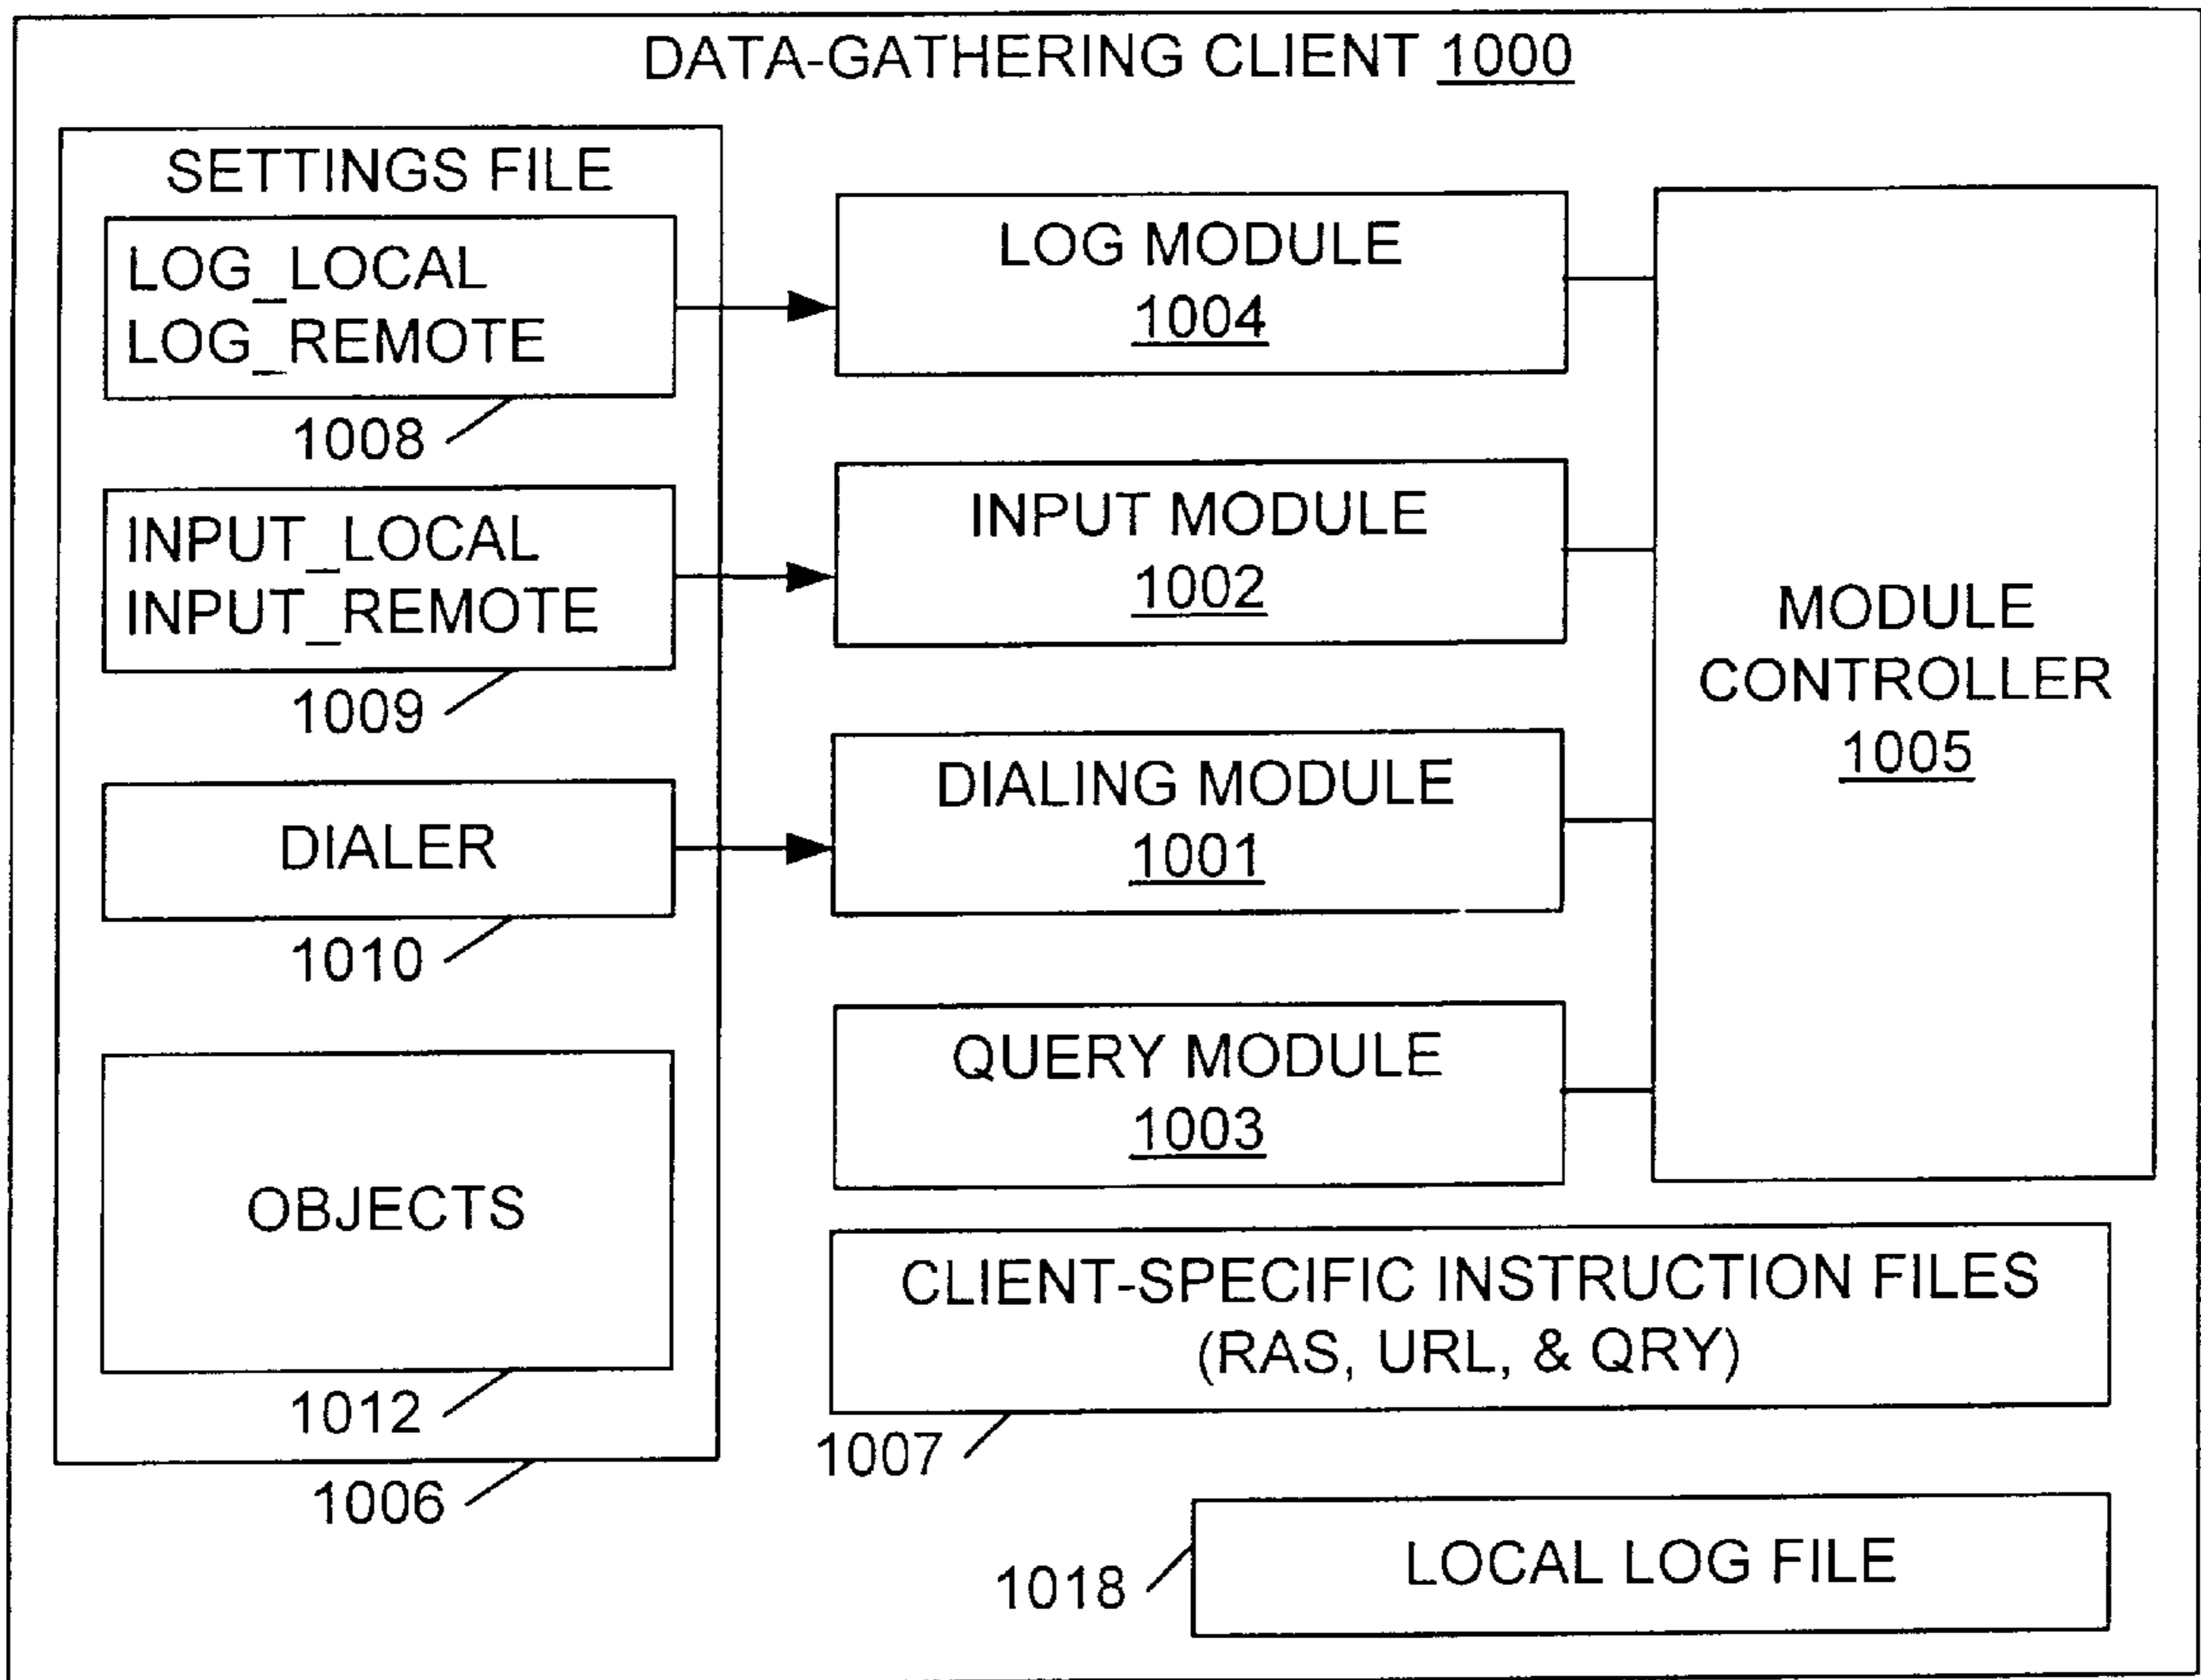 DATA-GATHERING CLIENT 1000
SETTINGS FILE
LOG_LOCAL
LOG_REMOTE
1008
INPUT_LOCAL
INPUT_REMOTE
1009
DIALER
1010
OBJECTS
1012
1006
LOG MODULE
1004
INPUT MODULE
1002
DIALING MODULE
1001
QUERY MODULE
1003
MODULE
CONTROLLER
1005
CLIENT-SPECIFIC INSTRUCTION FILES
(RAS, URL, & QRY)
1007
LOCAL LOG FILE
1018